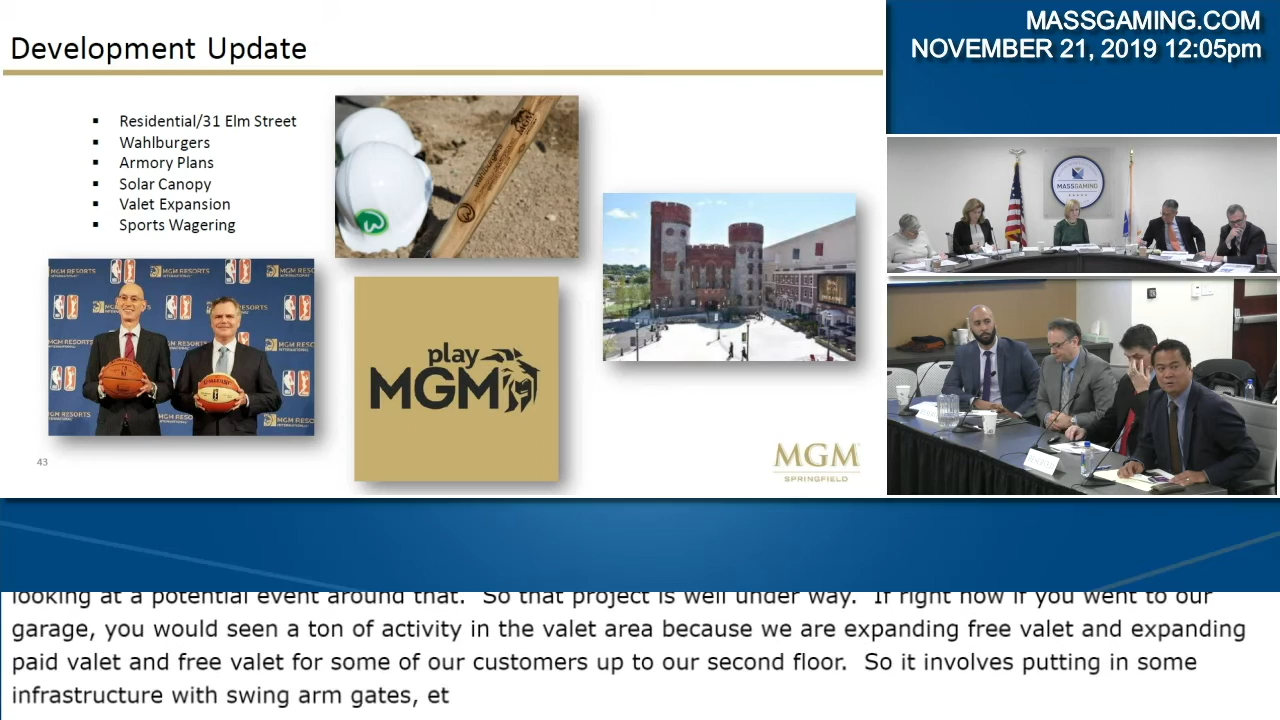 Development Update
MASSGAMING.COM
NOVEMBER 21, 2019 12:05pm
▪ Residential/31 Elm Street
▪ Wahlburgers
▪ Armory Plans
▪ Solar Canopy
▪ Valet Expansion
▪ Sports Wagering
MGM
wahlburgers
MASSGAMING
MGM RESORTS
NBA
play
MGM
43
MGM
SPRINGFIELD
looking at a potential event around that.  So that project is well under way.  If right now if you went to our
garage, you would seen a ton of activity in the valet area because we are expanding free valet and expanding
paid valet and free valet for some of our customers up to our second floor.  So it involves putting in some
infrastructure with swing arm gates, et